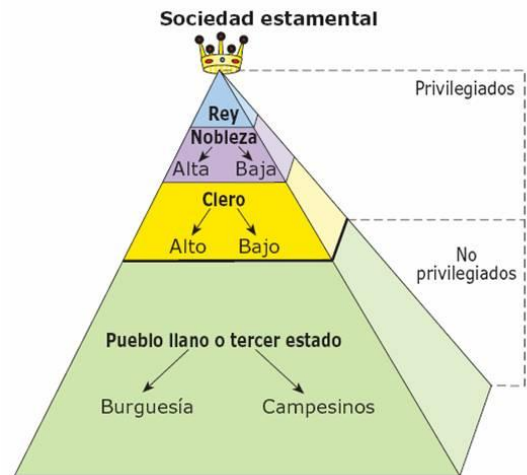 Sociedad estamental
Privilegiados
Rey
Nobleza
Alta Baja
Clero
Alto Bajo
No
privilegiados
Pueblo llano o tercer estado
Burguesía Campesinos